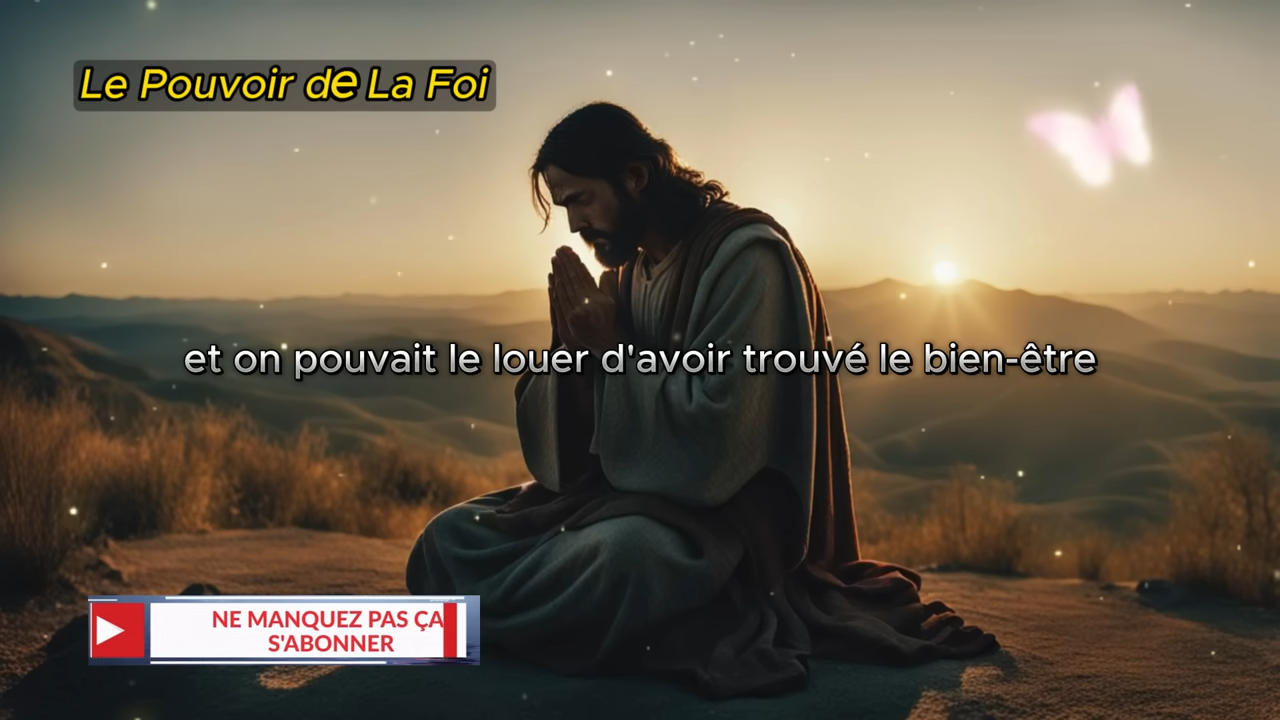 Le Pouvoir de La Foi
et on pouvait le louer d'avoir trouvé le bien-être
NE MANQUEZ PAS ÇA
S'ABONNER